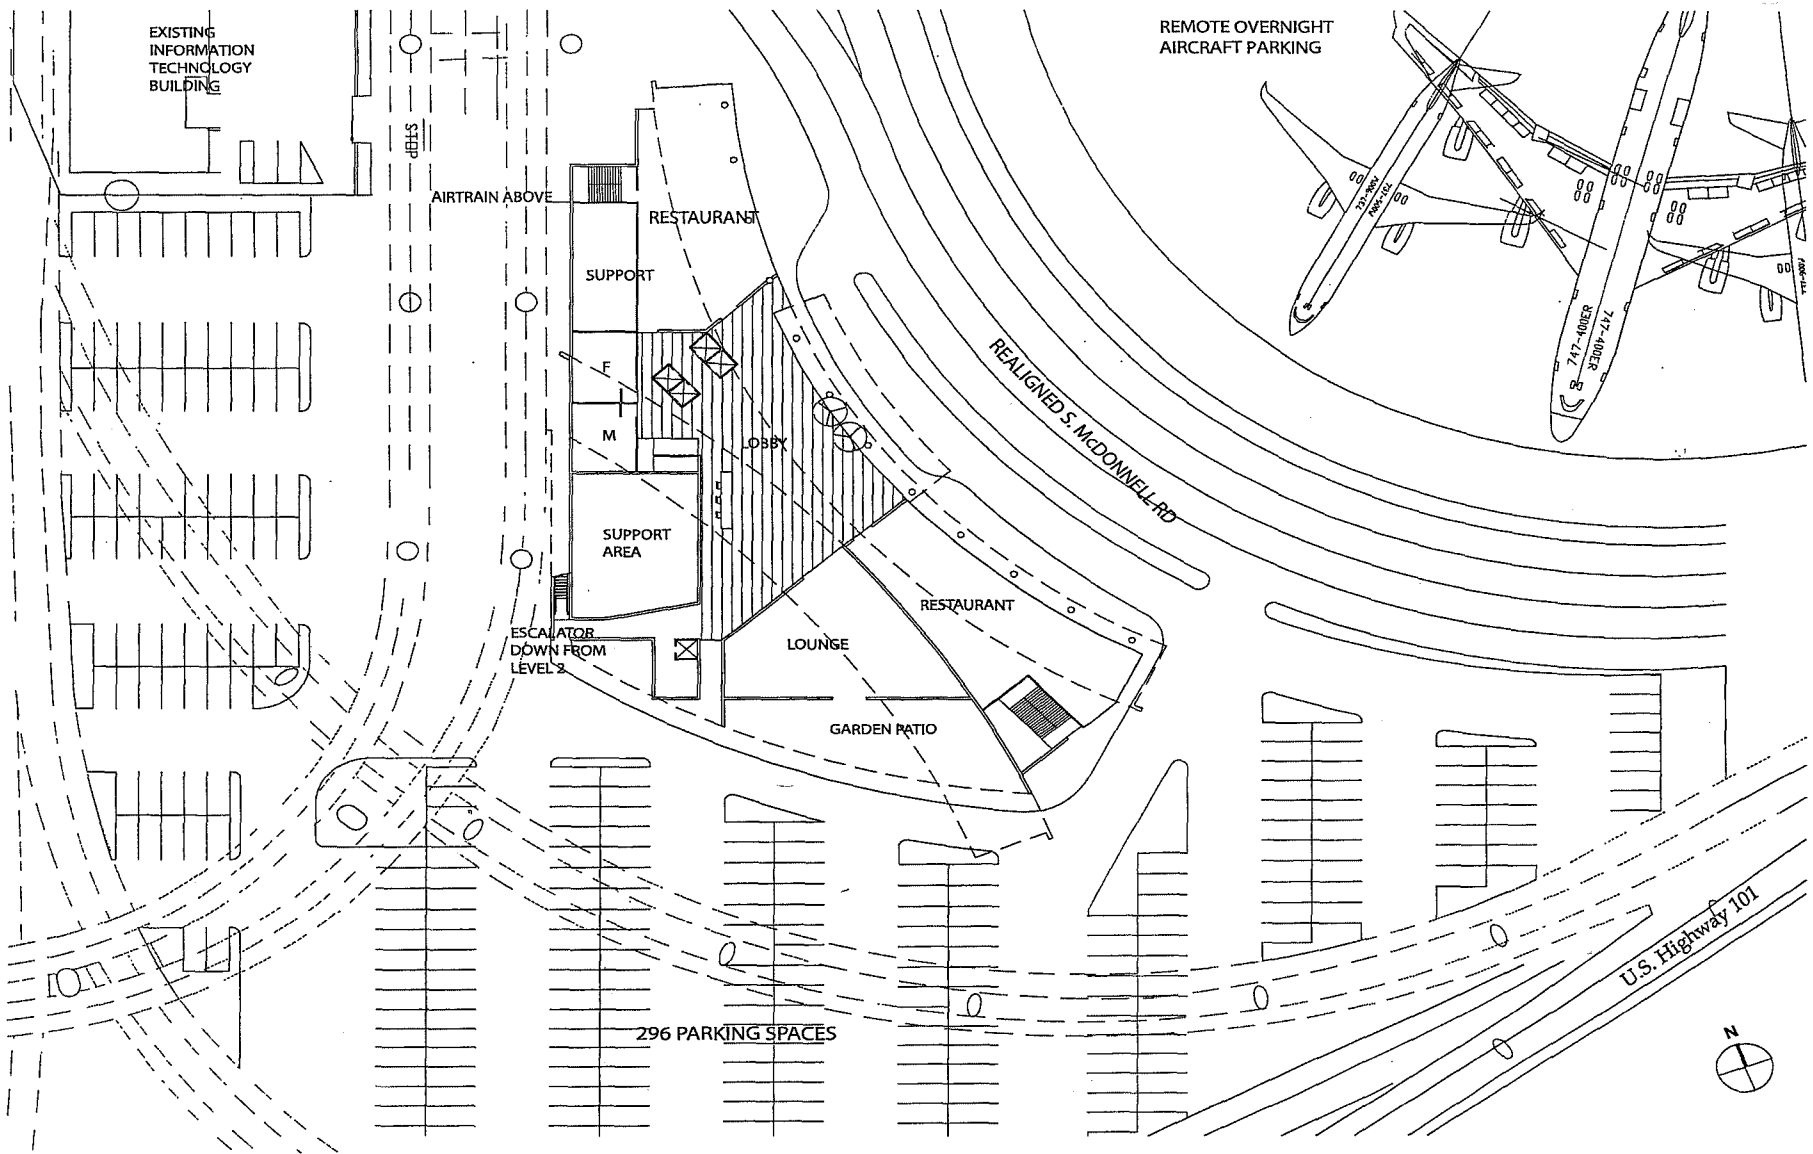 EXISTING
INFORMATION
TECHNOLOGY
BUILDING
REMOTE OVERNIGHT
AIRCRAFT PARKING
STOP
AIRTRAIN ABOVE
RESTAURANT
SUPPORT
F
M
LOBBY
SUPPORT
AREA
REALIGNED S. McDONNELL RD
747-400ER
747-400ER
RESTAURANT
ESCALATOR
DOWN FROM
LEVEL 2
LOUNGE
GARDEN PATIO
296 PARKING SPACES
U.S. Highway 101
N